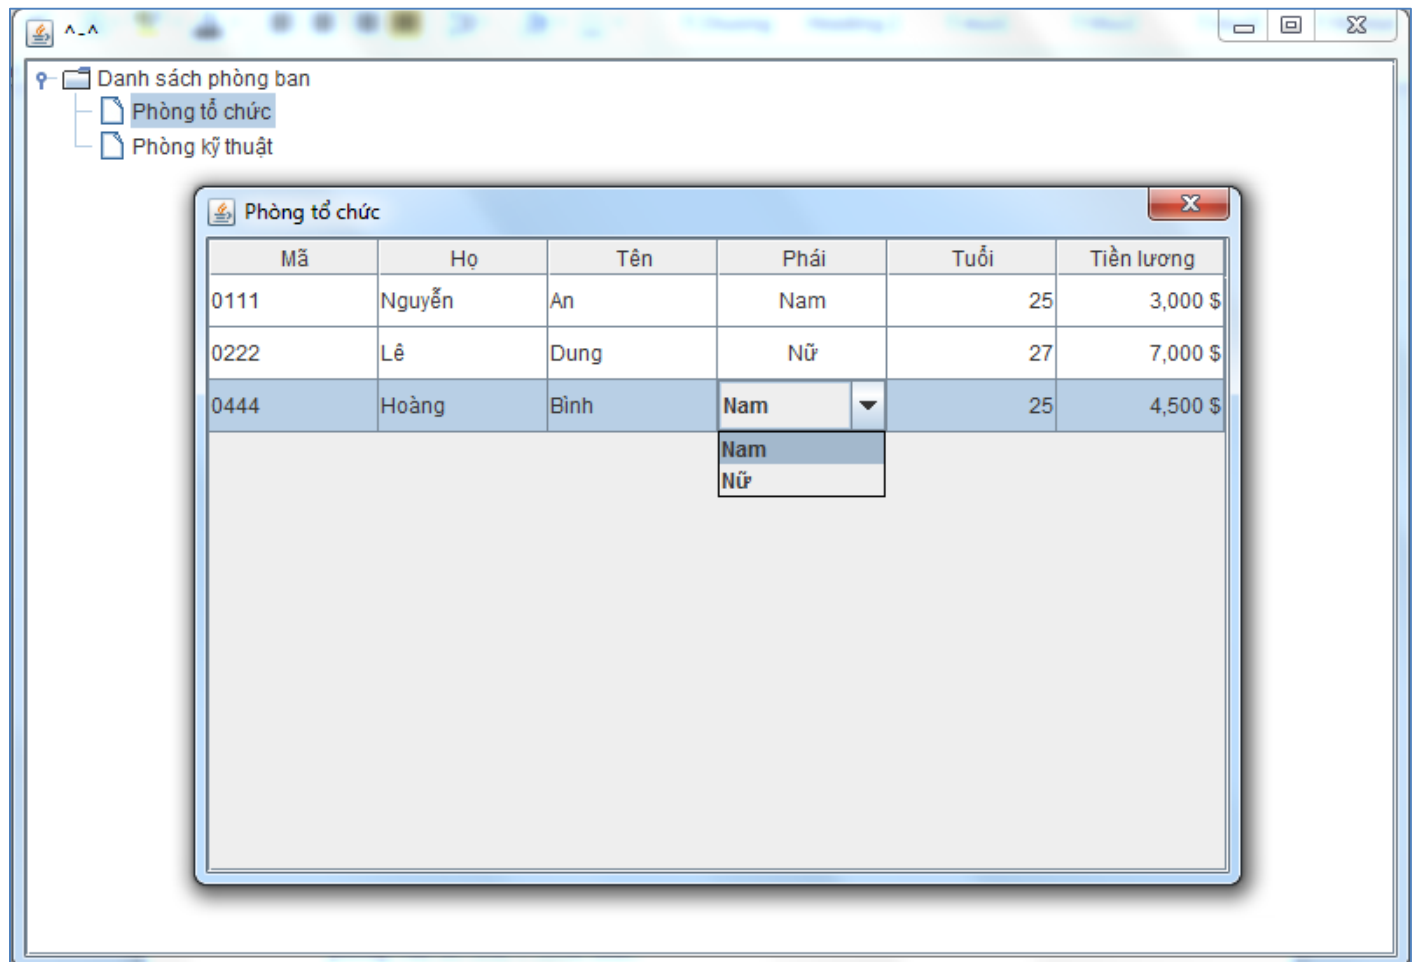 ^-^
Danh sách phòng ban
Phòng tổ chức
Phòng kỹ thuật
Phòng tổ chức
Mã Họ Tên Phái Tuổi Tiền lương
0111 Nguyễn An Nam 25 3,000 $
0222 Lê Dung Nữ 27 7,000 $
0444 Hoàng Bình Nam 25 4,500 $
Nam
Nữ